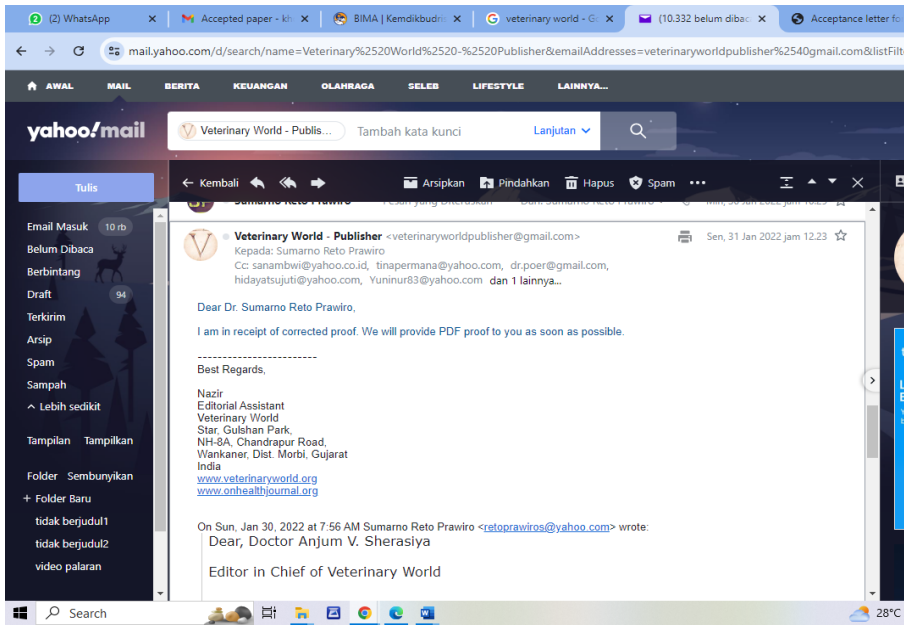 (2) WhatsApp
Accepted paper - kh
BIMA | Kemdikbudri
veterinary world - Go
(10.332 belum dibac
Acceptance letter fo
mail.yahoo.com/d/search/name=Veterinary%2520World%2520-%2520Publisher&emailAddresses=veterinaryworldpublisher%2540gmail.com&listFilt
AWAL MAIL BERITA KEUANGAN OLAHRAGA SELEB LIFESTYLE LAINNYA...
yahoo!mail
Veterinary World - Publis...
Tambah kata kunci
Lanjutan
Tulis
Kembali
Arsipkan
Pindahkan
Hapus
Spam
Email Masuk 10 rb
Belum Dibaca
Berbintang
Draft 94
Terkirim
Arsip
Spam
Sampah
Lebih sedikit
Tampilan Tampilkan
Folder Sembunyikan
+ Folder Baru
tidak berjudul1
tidak berjudul2
video palaran
Sumarno Reto Prawiro
Veterinary World - Publisher <veterinaryworldpublisher@gmail.com>
Sen, 31 Jan 2022 jam 12.23
Kepada: Sumarno Reto Prawiro
Cc: sanambwi@yahoo.co.id, tinapermana@yahoo.com, dr.poer@gmail.com,
hidayatsujuti@yahoo.com, Yuninur83@yahoo.com dan 1 lainnya...
Dear Dr. Sumarno Reto Prawiro,
I am in receipt of corrected proof. We will provide PDF proof to you as soon as possible.
------------------------
Best Regards,
Nazir
Editorial Assistant
Veterinary World
Star, Gulshan Park,
NH-8A, Chandrapur Road,
Wankaner, Dist. Morbi, Gujarat
India
www.veterinaryworld.org
www.onehealthjournal.org
On Sun, Jan 30, 2022 at 7:56 AM Sumarno Reto Prawiro <retoprawiros@yahoo.com> wrote:
Dear, Doctor Anjum V. Sherasiya
Editor in Chief of Veterinary World
Search
28°C